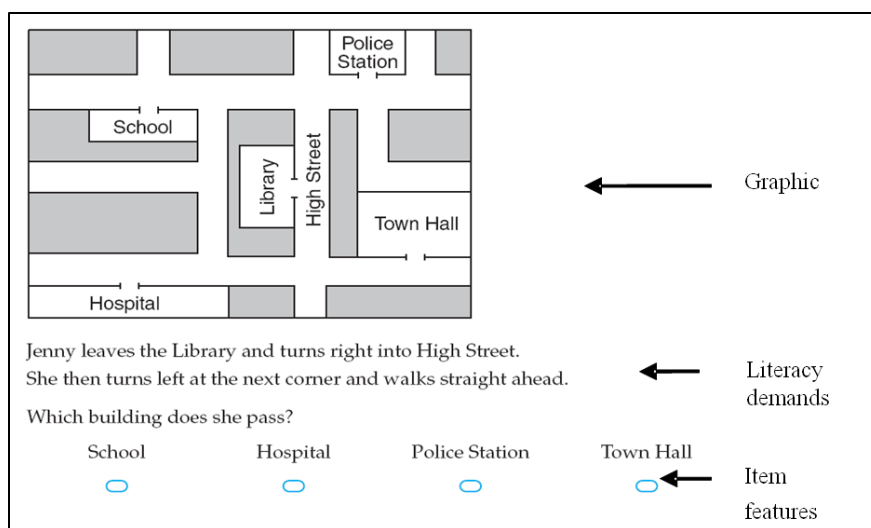 Police
Station
School
Library
High Street
Town Hall
Hospital
Graphic
Jenny leaves the Library and turns right into High Street.
She then turns left at the next corner and walks straight ahead.
Literacy
demands
Which building does she pass?
School Hospital Police Station Town Hall
Item
features